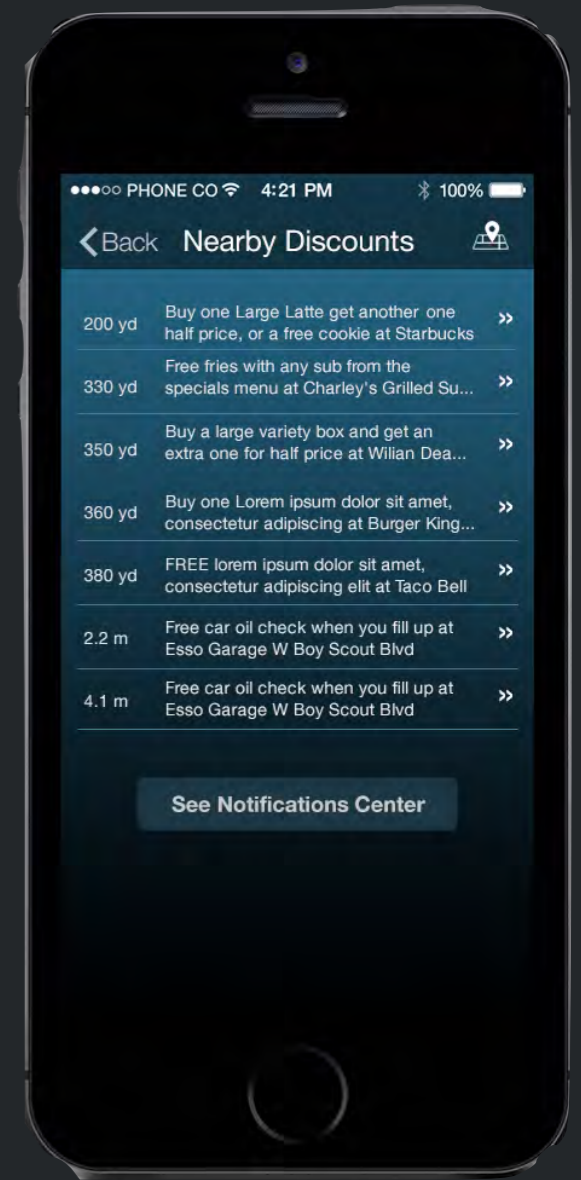 PHONE CO 4:21 PM 100%
Back Nearby Discounts
200 yd
Buy one Large Latte get another one
half price, or a free cookie at Starbucks
330 yd
Free fries with any sub from the
specials menu at Charley's Grilled Su...
350 yd
Buy a large variety box and get an
extra one for half price at Wilian Dea...
360 yd
Buy one Lorem ipsum dolor sit amet,
consectetur adipiscing at Burger King...
380 yd
FREE lorem ipsum dolor sit amet,
consectetur adipiscing elit at Taco Bell
2.2 m
Free car oil check when you fill up at
Esso Garage W Boy Scout Blvd
4.1 m
Free car oil check when you fill up at
Esso Garage W Boy Scout Blvd
See Notifications Center